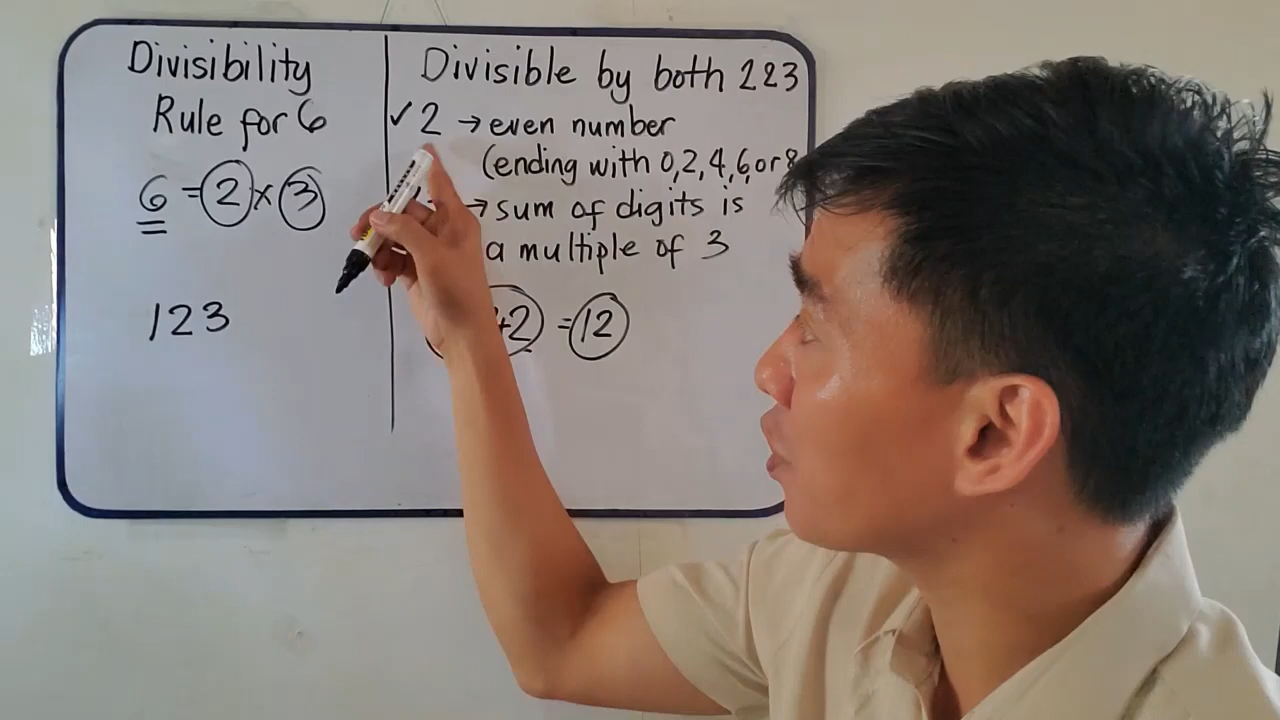 Divisibility
Rule for 6
6 = 2 x 3
123
Divisible by both 2 & 3
✓ 2 → even number
(ending with 0,2,4,6,or 8
→ sum of digits is
a multiple of 3
+2 = 12